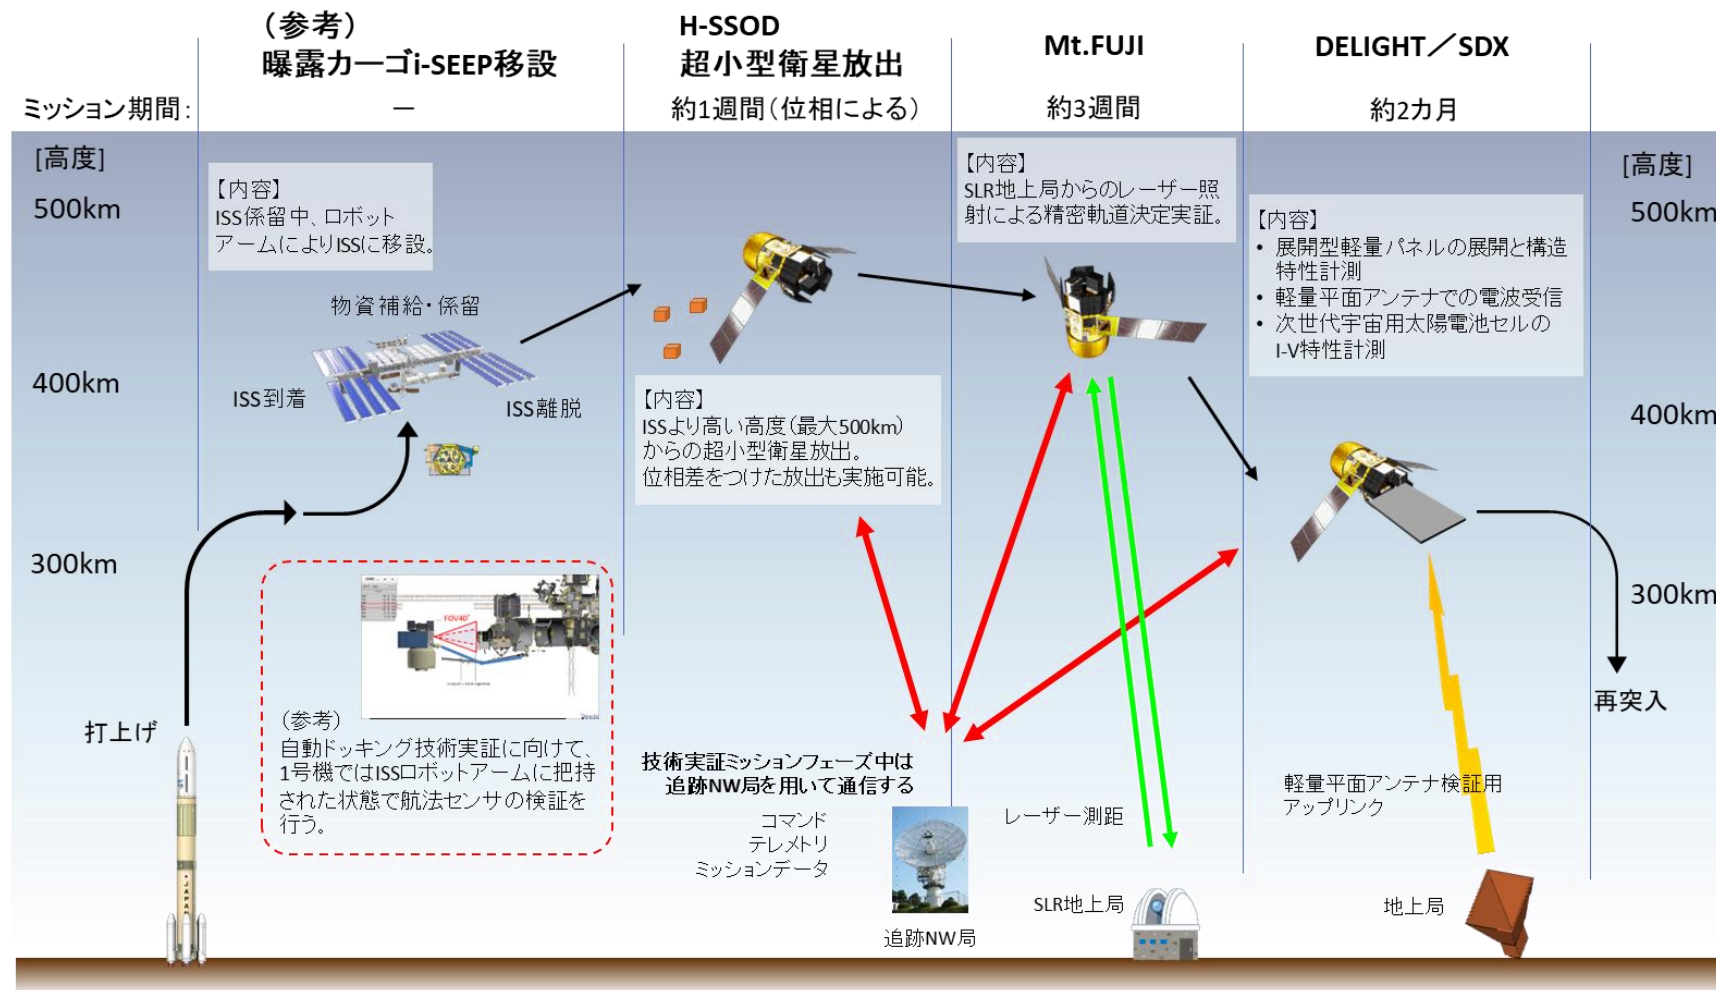 （参考）
曝露カーゴi-SEEP移設
H-SSOD
超小型衛星放出
Mt.FUJI
DELIGHT／SDX
ミッション期間：
－
約1週間（位相による）
約3週間
約2カ月
[高度]
500km
400km
300km
【内容】
ISS係留中、ロボット
アームによりISSに移設。
物資補給・係留
ISS到着
ISS離脱
打上げ
JAPAN
FOV40°
（参考）
自動ドッキング技術実証に向けて、
1号機ではISSロボットアームに把持
された状態で航法センサの検証を
行う。
【内容】
ISSより高い高度（最大500km）
からの超小型衛星放出。
位相差をつけた放出も実施可能。
技術実証ミッションフェーズ中は
追跡NW局を用いて通信する
コマンド
テレメトリ
ミッションデータ
追跡NW局
【内容】
SLR地上局からのレーザー照
射による精密軌道決定実証。
レーザー測距
SLR地上局
【内容】
• 展開型軽量パネルの展開と構造
特性計測
• 軽量平面アンテナでの電波受信
• 次世代宇宙用太陽電池セルの
I-V特性計測
軽量平面アンテナ検証用
アップリンク
地上局
[高度]
500km
400km
300km
再突入